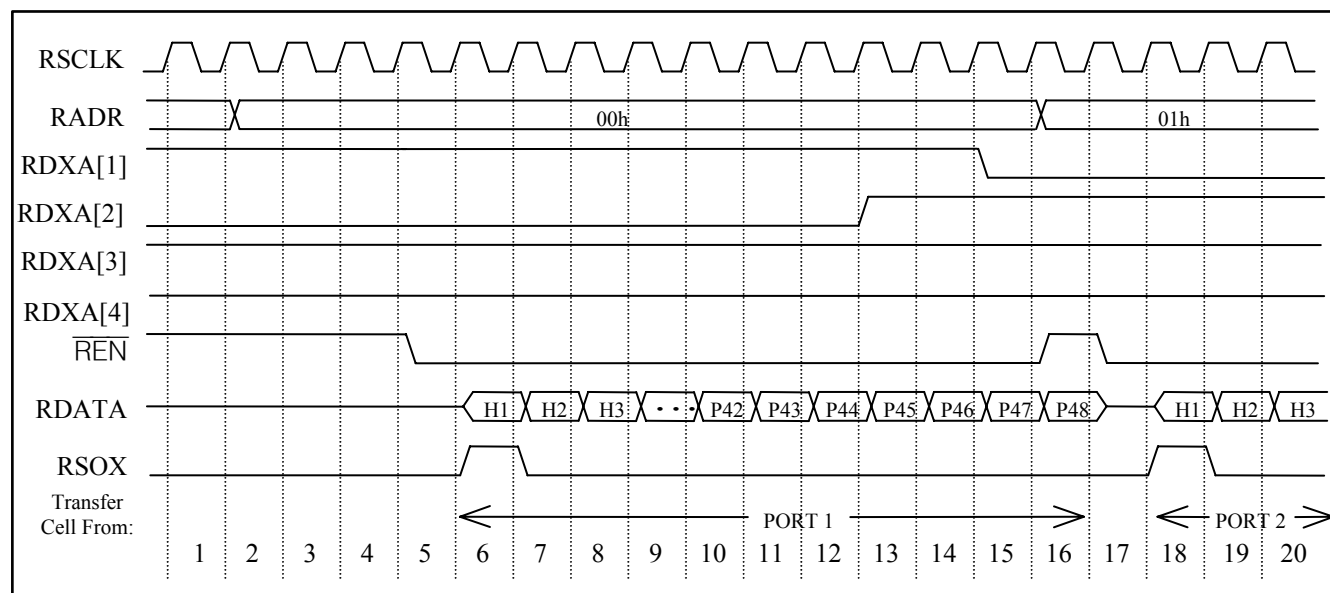 RSCLK
RADR 00h 01h
RDXA[1]
RDXA[2]
RDXA[3]
RDXA[4]
REN
RDATA H1 H2 H3 ··· P42 P43 P44 P45 P46 P47 P48 H1 H2 H3
RSOX
Transfer
Cell From:
PORT 1 PORT 2
1 2 3 4 5 6 7 8 9 10 11 12 13 14 15 16 17 18 19 20